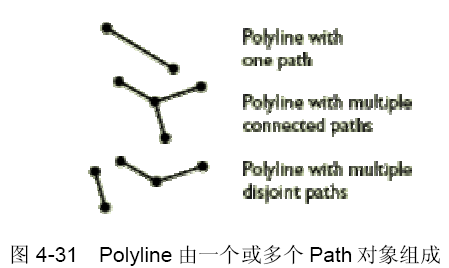 Polyline with
one path
Polyline with multiple
connected paths
Polyline with multiple
disjoint paths
图 4-31 Polyline 由一个或多个 Path 对象组成